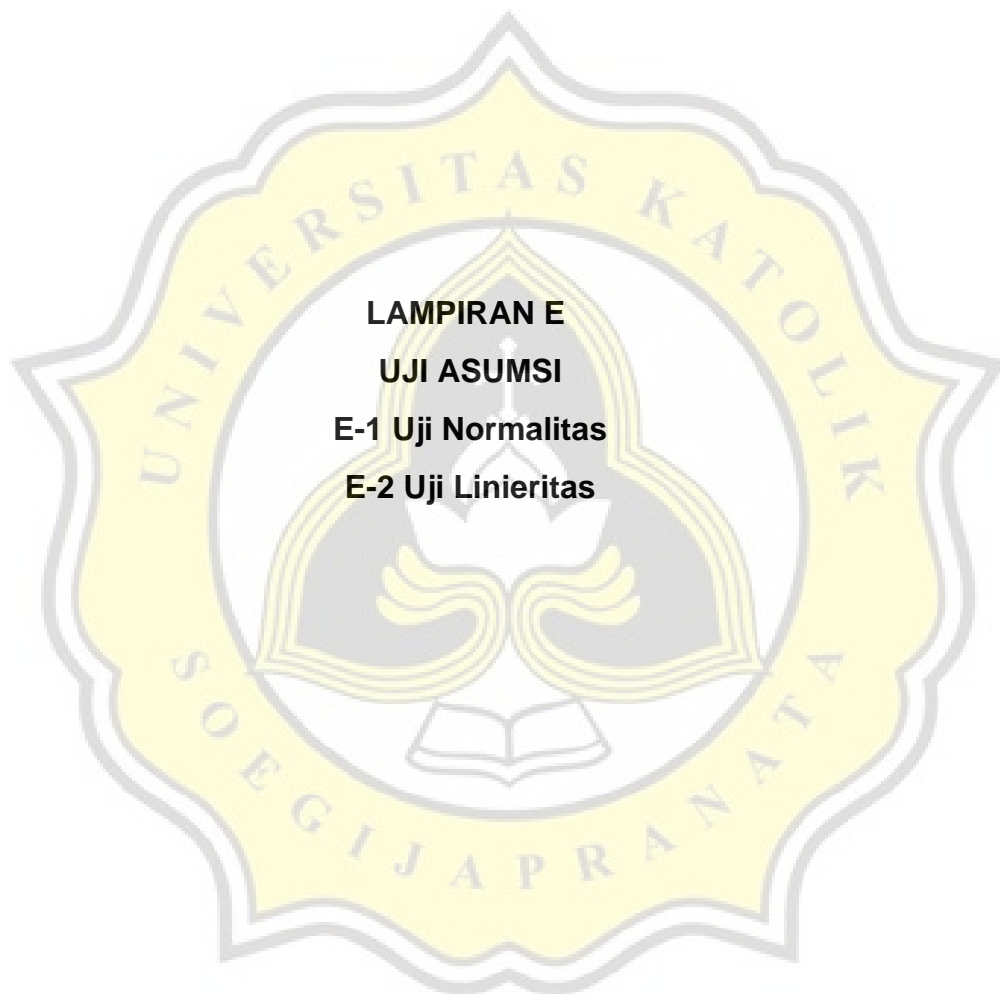 UNIVERSITAS KATOLIK
LAMPIRAN E
UJI ASUMSI
E-1 Uji Normalitas
E-2 Uji Linieritas
SOEGIJAPRANATA